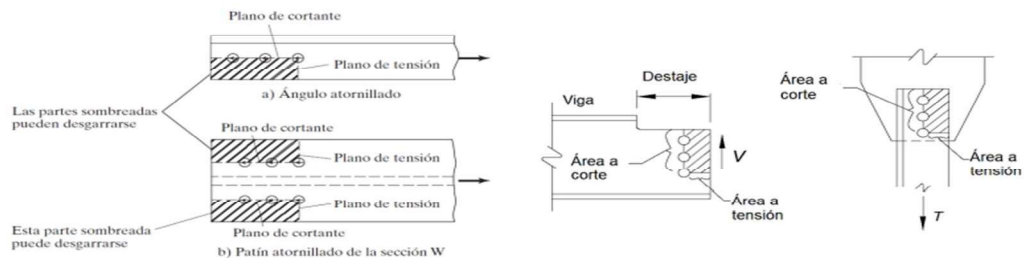 Plano de cortante
Plano de tensión
a) Ángulo atornillado
Las partes sombreadas
pueden desgarrarse
Plano de cortante
Plano de tensión
Plano de tensión
Esta parte sombreada
puede desgarrarse
Plano de cortante
b) Patín atornillado de la sección W
Destaje
Viga
Área a
corte
V
Área a
tensión
Área a
corte
Área a
tensión
T